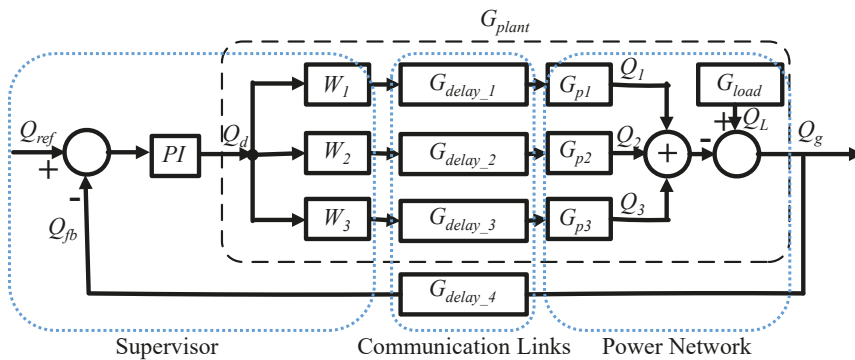 G_plant
Q_ref
+
-
Q_fb
PI
Q_d
W_1
G_delay_1
G_p1
Q_1
G_load
W_2
G_delay_2
G_p2
Q_2
+
-
+
Q_L
Q_g
W_3
G_delay_3
G_p3
Q_3
G_delay_4
Supervisor
Communication Links
Power Network